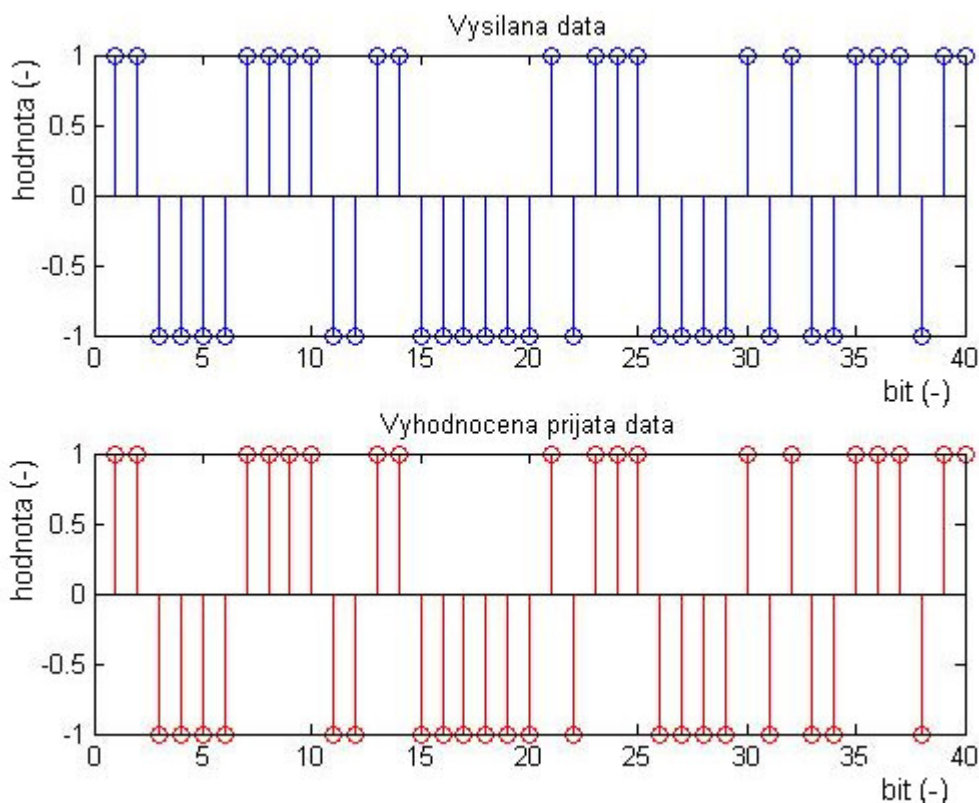 Vysilana data
hodnota (-)
1
0.5
0
-0.5
-1
0 5 10 15 20 25 30 35 40
bit (-)
Vyhodnocena prijata data
hodnota (-)
1
0.5
0
-0.5
-1
0 5 10 15 20 25 30 35 40
bit (-)